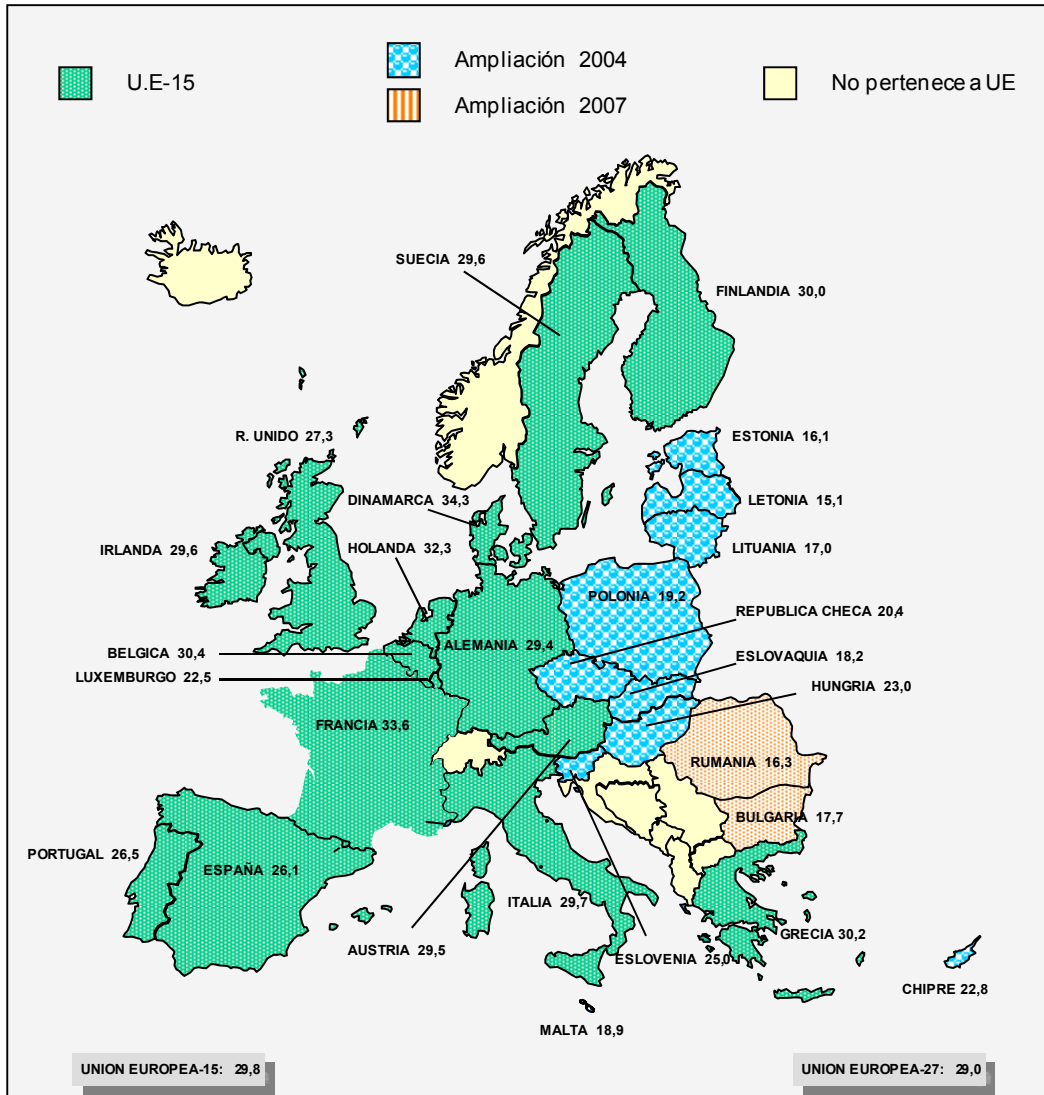 U.E-15
Ampliación 2004
Ampliación 2007
No pertenece a UE
SUECIA 29,6
FINLANDIA 30,0
R. UNIDO 27,3
ESTONIA 16,1
DINAMARCA 34,3
LETONIA 15,1
IRLANDA 29,6
HOLANDA 32,3
LITUANIA 17,0
POLONIA 19,2
REPUBLICA CHECA 20,4
BELGICA 30,4
ALEMANIA 29,4
ESLOVAQUIA 18,2
LUXEMBURGO 22,5
HUNGRIA 23,0
FRANCIA 33,6
RUMANIA 16,3
BULGARIA 17,7
PORTUGAL 26,5
ESPAÑA 26,1
ITALIA 29,7
GRECIA 30,2
AUSTRIA 29,5
ESLOVENIA 25,0
CHIPRE 22,8
MALTA 18,9
UNION EUROPEA-15: 29,8
UNION EUROPEA-27: 29,0